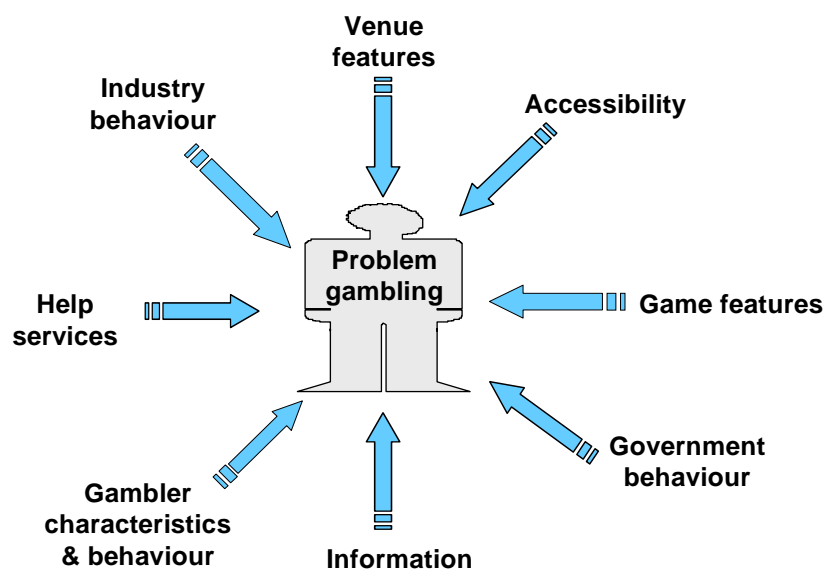 Venue
features
Industry
behaviour
Accessibility
Problem
gambling
Help
services
Game features
Government
behaviour
Gambler
characteristics
& behaviour
Information